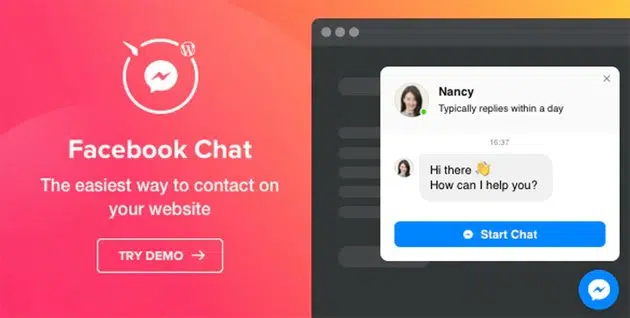 Facebook Chat
The easiest way to contact on
your website
TRY DEMO
Nancy
Typically replies within a day
16:37
Hi there 👋
How can I help you?
Start Chat